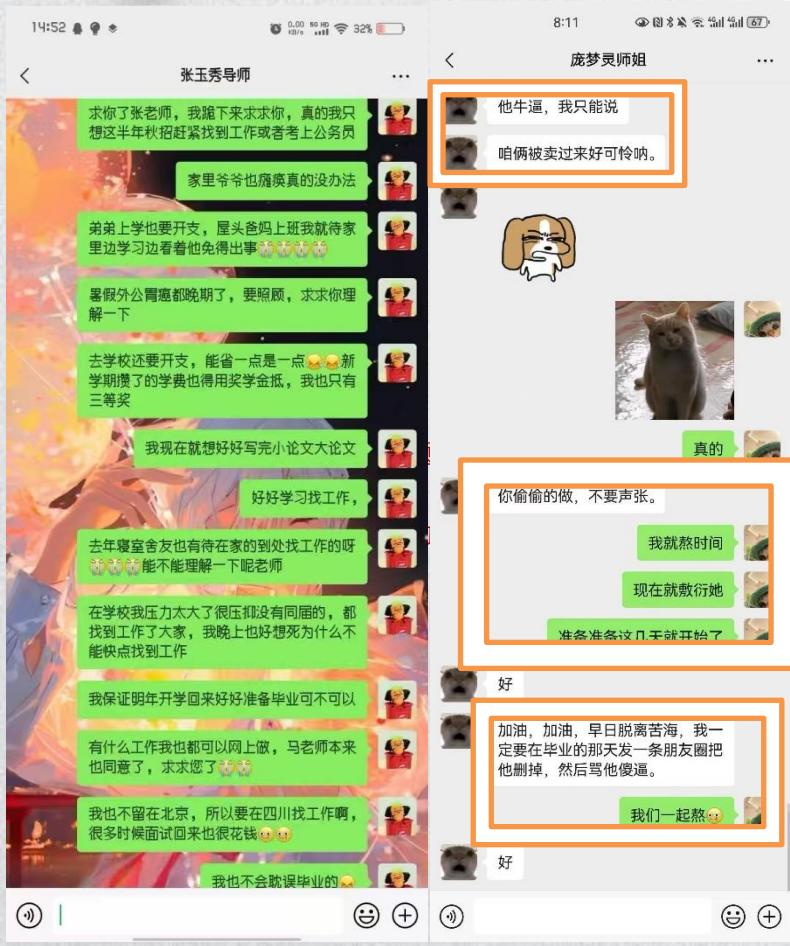 14:52
0.00 KB/s
5G HD
32%
张玉秀导师
求你了张老师，我跪下来求求你，真的我只
想这半年秋招赶紧找到工作或者考上公务员
家里爷爷也瘫痪真的没办法
弟弟上学也要开支，屋头爸妈上班我就待家
里边学习边看着他免得出事😭😭😭😭
暑假外公胃癌都晚期了，要照顾，求求你理
解一下
去学校还要开支，能省一点是一点😝😝新
学期攒了的学费也得用奖学金抵，我也只有
三等奖
我现在就想好好写完小论文大论文
好好学习找工作，
去年寝室舍友也有待在家的到处找工作的呀
😭😭😭能不能理解一下呢老师
在学校我压力太大了很压抑没有同届的，都
找到工作了大家，我晚上也好想死为什么不
能快点找到工作
我保证明年开学回来好好准备毕业可不可以
有什么工作我也都可以网上做，马老师本来
也同意了，求求您了😭😭
我也不留在北京，所以要在四川找工作啊，
很多时候面试回来也很花钱
我也不会耽误毕业的
8:11
4G 4G 67
庞梦灵师姐
他牛逼，我只能说
咱俩被卖过来好可怜呐。
真的
你偷偷的做，不要声张。
我就熬时间
现在就敷衍她
准备准备这几天就开始了
好
加油，加油，早日脱离苦海，我一
定要在毕业的那天发一条朋友圈把
他删掉，然后骂他傻逼。
我们一起熬
好